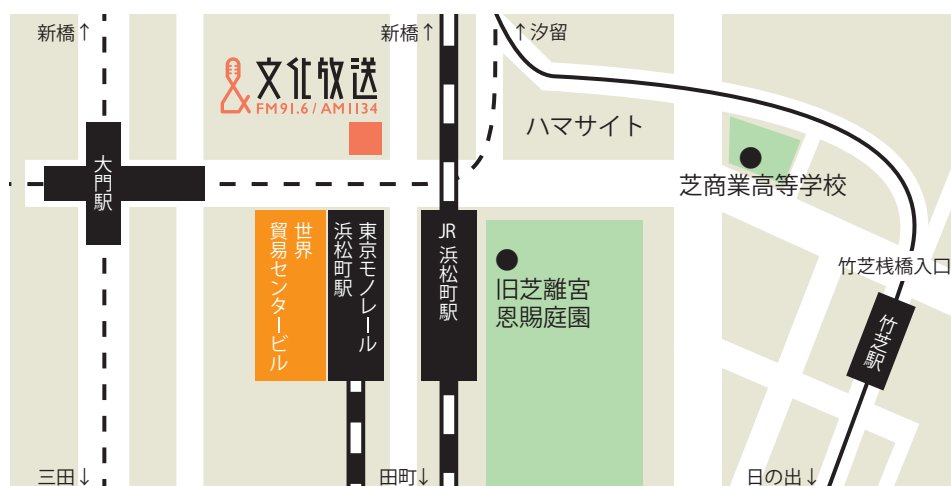 新橋↑
新橋↑
↑汐留
文化放送
FM91.6/AM1134
ハマサイト
大門駅
芝商業高等学校
世界
貿易センタービル
東京モノレール
浜松町駅
JR 浜松町駅
旧芝離宮
恩賜庭園
竹芝桟橋入口
竹芝駅
三田↓
田町↓
日の出↓